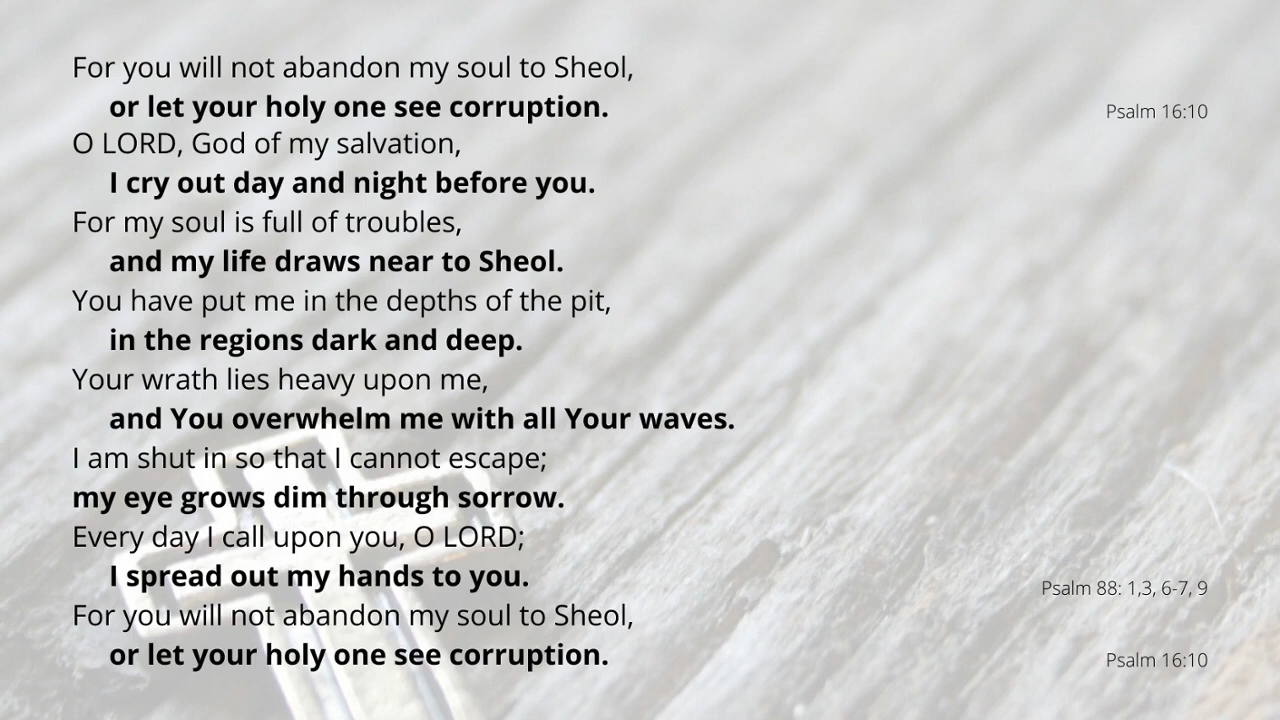 For you will not abandon my soul to Sheol,
or let your holy one see corruption.
Psalm 16:10
O LORD, God of my salvation,
I cry out day and night before you.
For my soul is full of troubles,
and my life draws near to Sheol.
You have put me in the depths of the pit,
in the regions dark and deep.
Your wrath lies heavy upon me,
and You overwhelm me with all Your waves.
I am shut in so that I cannot escape;
my eye grows dim through sorrow.
Every day I call upon you, O LORD;
I spread out my hands to you.
Psalm 88: 1,3, 6-7, 9
For you will not abandon my soul to Sheol,
or let your holy one see corruption.
Psalm 16:10